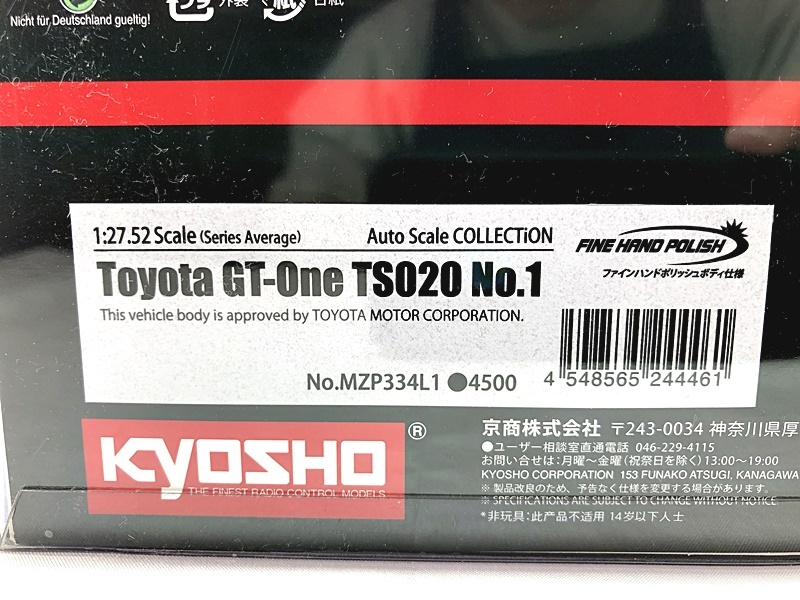 Nicht für Deutschland gueltig!
プラ 外装 紙 台紙
1:27.52 Scale (Series Average) Auto Scale COLLECTiON
FINE HAND POLISH
ファインハンドポリッシュボディ仕様
Toyota GT-One TS020 No.1
This vehicle body is approved by TOYOTA MOTOR CORPORATION.
No.MZP334L1 ●4500
4 548565 244461
KYOSHO®
THE FINEST RADIO CONTROL MODELS
京商株式会社 〒243-0034 神奈川県厚
●ユーザー相談室直通電話 046-229-4115
お問い合せは:月曜〜金曜(祝祭日を除く)13:00〜19:00
KYOSHO CORPORATION 153 FUNAKO ATSUGI, KANAGAWA
※ 製品改良のため、予告なく仕様を変更する場合があります。
※ SPECIFICATIONS ARE SUBJECT TO CHANGE WITHOUT NOTICE.
*非玩具:此产品不适用 14岁以下人士